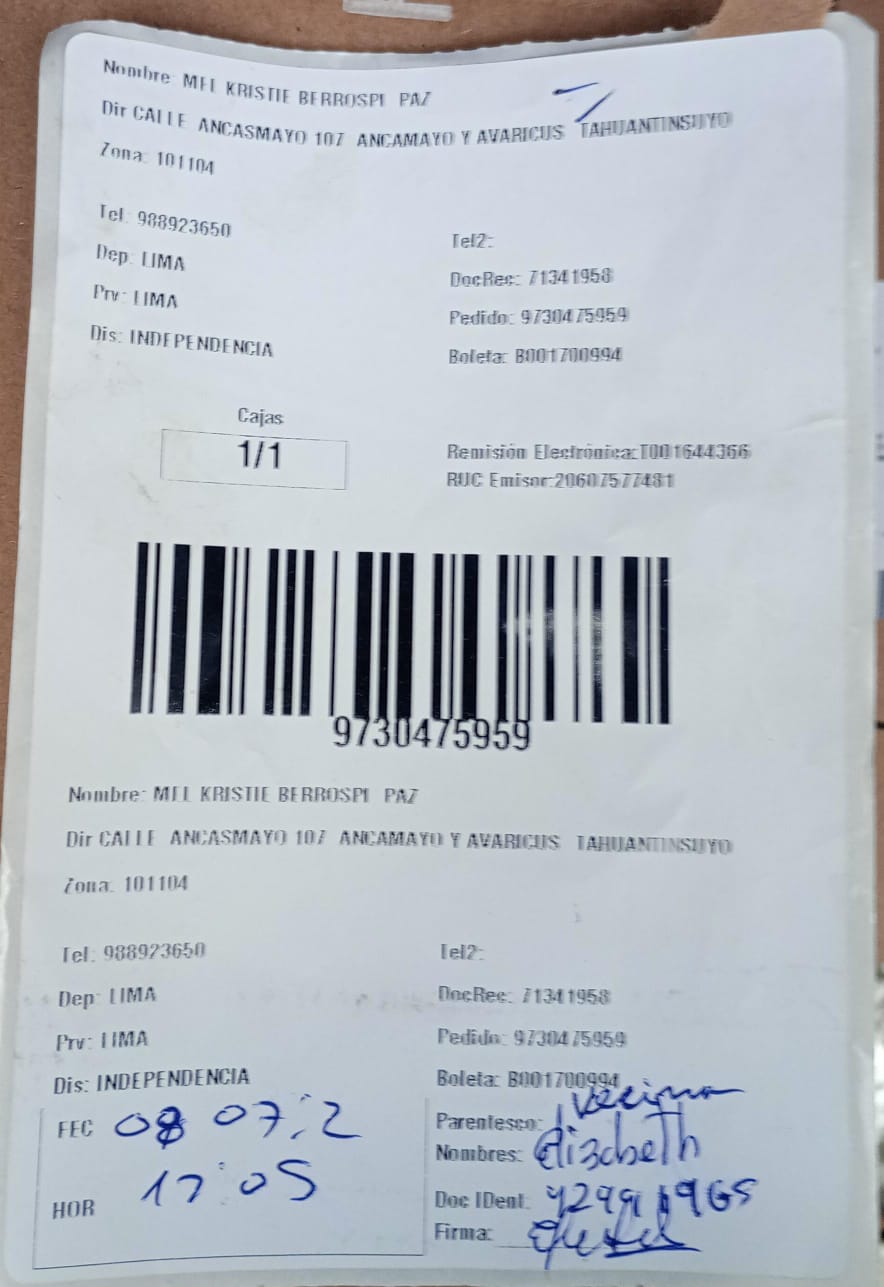 Nombre: MEL KRISTIE BERROSPI PAZ
Dir CALLE ANCASMAYO 107 ANCAMAYO Y AVARICUS TAHUANTINSUYO
Zona: 101104
Tel: 988923650
Tel2:
Dep: LIMA
DocRec: 71341958
Prv: LIMA
Pedido: 9730475959
Dis: INDEPENDENCIA
Boleta: B001700994
Cajas
1/1
Remisión Electrónica:T001644366
RUC Emisor:20607577481
9730475959
Nombre: MEL KRISTIE BERROSPI PAZ
Dir CALLE ANCASMAYO 107 ANCAMAYO Y AVARICUS TAHUANTINSUYO
Zona: 101104
Tel: 988923650
Tel2:
Dep: LIMA
DocRec: 71341958
Prv: LIMA
Pedido: 9730475959
Dis: INDEPENDENCIA
Boleta: B001700994
FEC 08 07.2
Parentesco: Vecina
Nombres: Elizabeth
HOR 17:05
Doc IDent:
Firma: